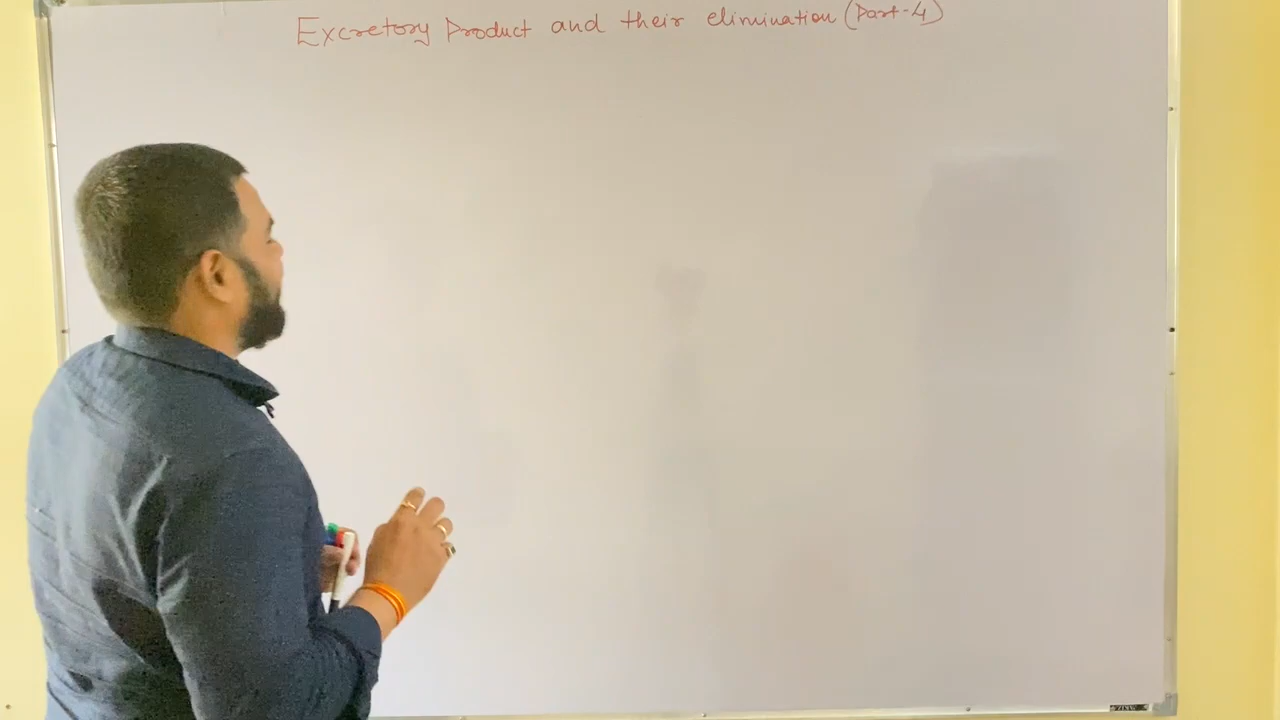 Excretory Product and their elimination (Part-4)